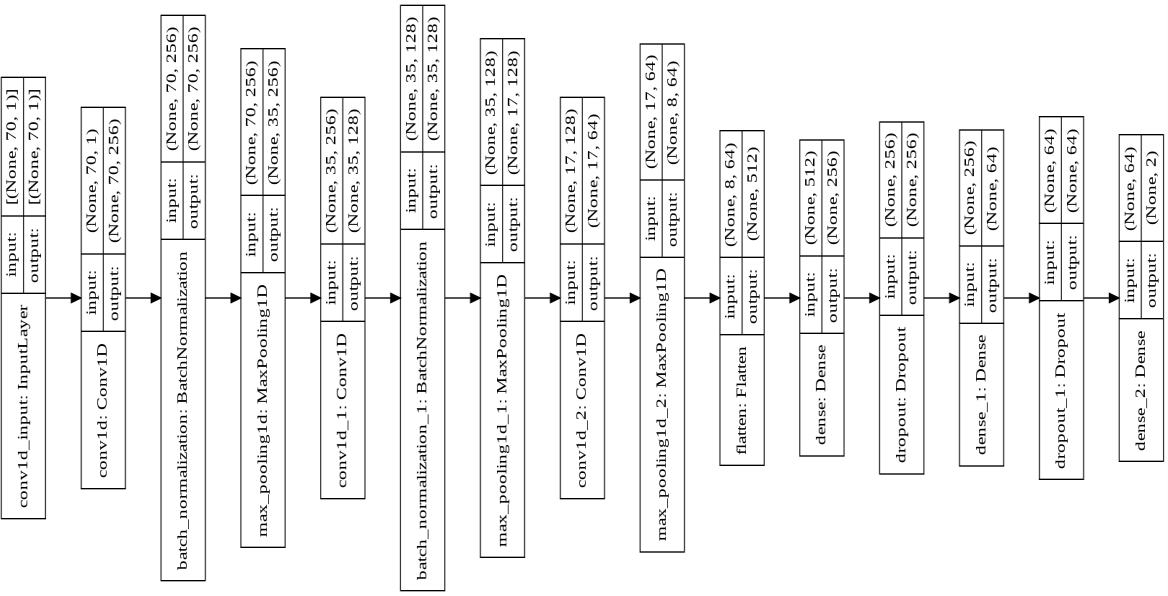 conv1d_input: InputLayer
input:
[(None, 70, 1)]
output:
[(None, 70, 1)]
conv1d: Conv1D
input:
(None, 70, 1)
output:
(None, 70, 256)
batch_normalization: BatchNormalization
input:
(None, 70, 256)
output:
(None, 70, 256)
max_pooling1d: MaxPooling1D
input:
(None, 70, 256)
output:
(None, 35, 256)
conv1d_1: Conv1D
input:
(None, 35, 256)
output:
(None, 35, 128)
batch_normalization_1: BatchNormalization
input:
(None, 35, 128)
output:
(None, 35, 128)
max_pooling1d_1: MaxPooling1D
input:
(None, 35, 128)
output:
(None, 17, 128)
conv1d_2: Conv1D
input:
(None, 17, 128)
output:
(None, 17, 64)
max_pooling1d_2: MaxPooling1D
input:
(None, 17, 64)
output:
(None, 8, 64)
flatten: Flatten
input:
(None, 8, 64)
output:
(None, 512)
dense: Dense
input:
(None, 512)
output:
(None, 256)
dropout: Dropout
input:
(None, 256)
output:
(None, 256)
dense_1: Dense
input:
(None, 256)
output:
(None, 64)
dropout_1: Dropout
input:
(None, 64)
output:
(None, 64)
dense_2: Dense
input:
(None, 64)
output:
(None, 2)